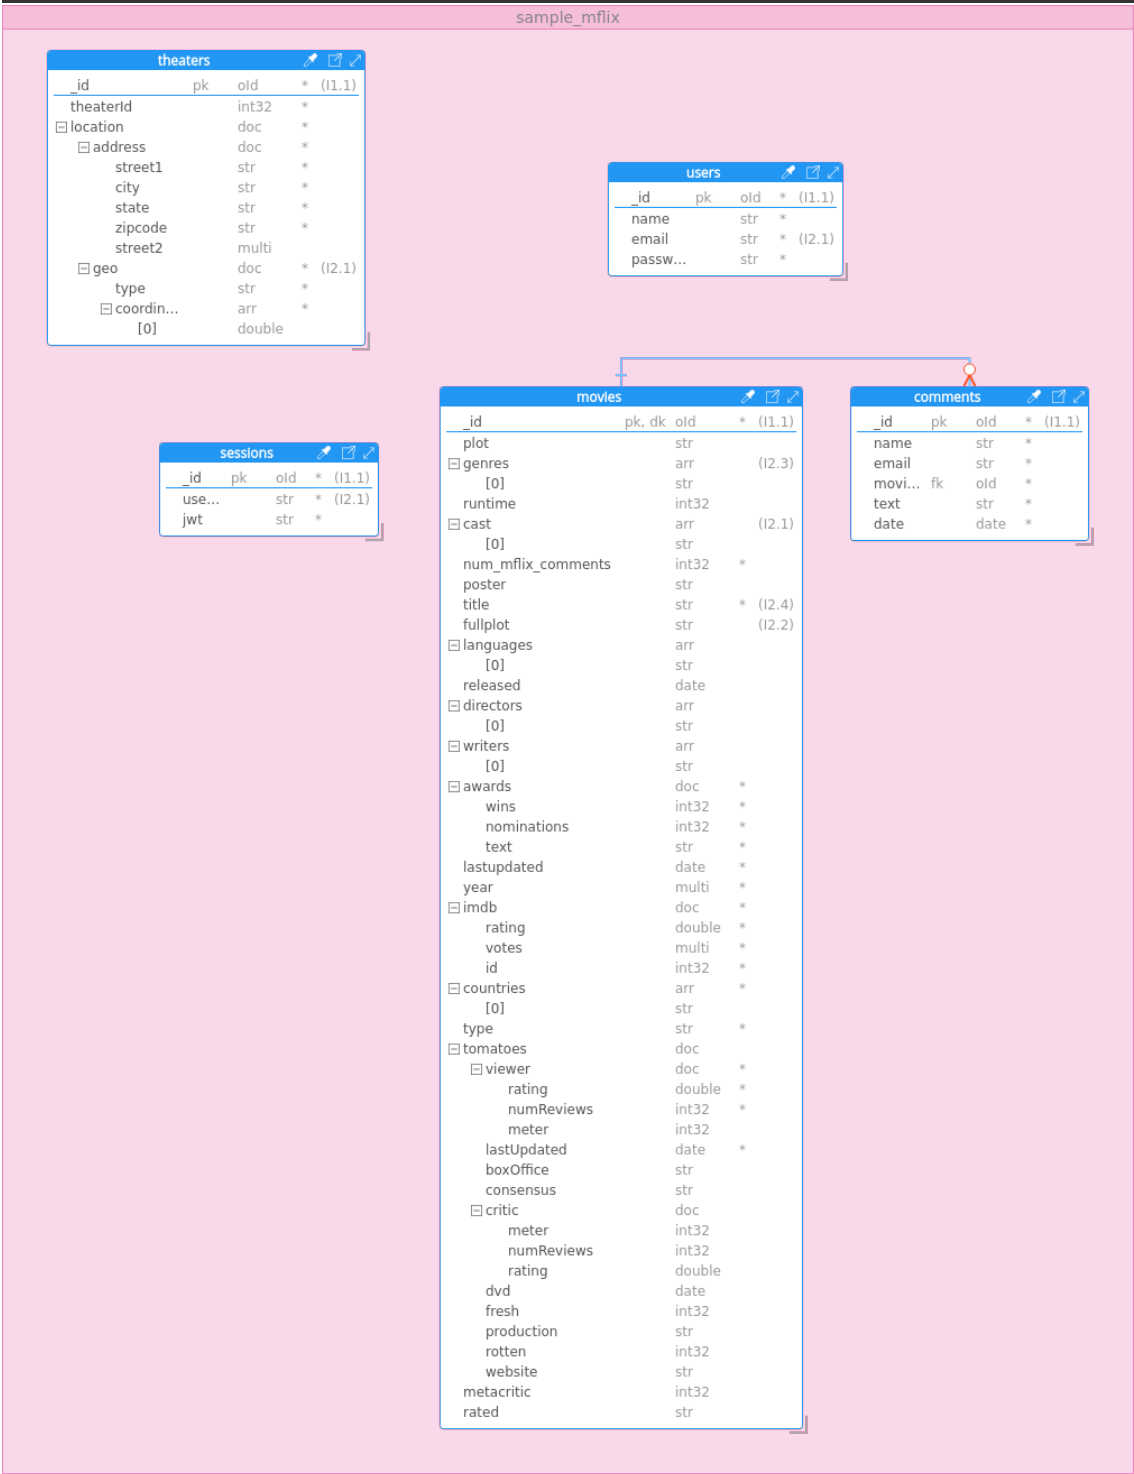 sample_mflix
theaters
_id pk oId * (I1.1)
theaterId int32 *
location doc *
address doc *
street1 str *
city str *
state str *
zipcode str *
street2 multi
geo doc * (I2.1)
type str *
coordin... arr *
[0] double
users
_id pk oId * (I1.1)
name str *
email str * (I2.1)
passw... str *
sessions
_id pk oId * (I1.1)
use... str * (I2.1)
jwt str *
movies
_id pk, dk oId * (I1.1)
plot str
genres arr (I2.3)
[0] str
runtime int32
cast arr (I2.1)
[0] str
num_mflix_comments int32 *
poster str
title str * (I2.4)
fullplot str (I2.2)
languages arr
[0] str
released date
directors arr
[0] str
writers arr
[0] str
awards doc *
wins int32 *
nominations int32 *
text str *
lastupdated date *
year multi *
imdb doc *
rating double *
votes multi *
id int32 *
countries arr *
[0] str
type str *
tomatoes doc
viewer doc *
rating double *
numReviews int32 *
meter int32
lastUpdated date *
boxOffice str
consensus str
critic doc
meter int32
numReviews int32
rating double
dvd date
fresh int32
production str
rotten int32
website str
metacritic int32
rated str
comments
_id pk oId * (I1.1)
name str *
email str *
movi... fk oId *
text str *
date date *